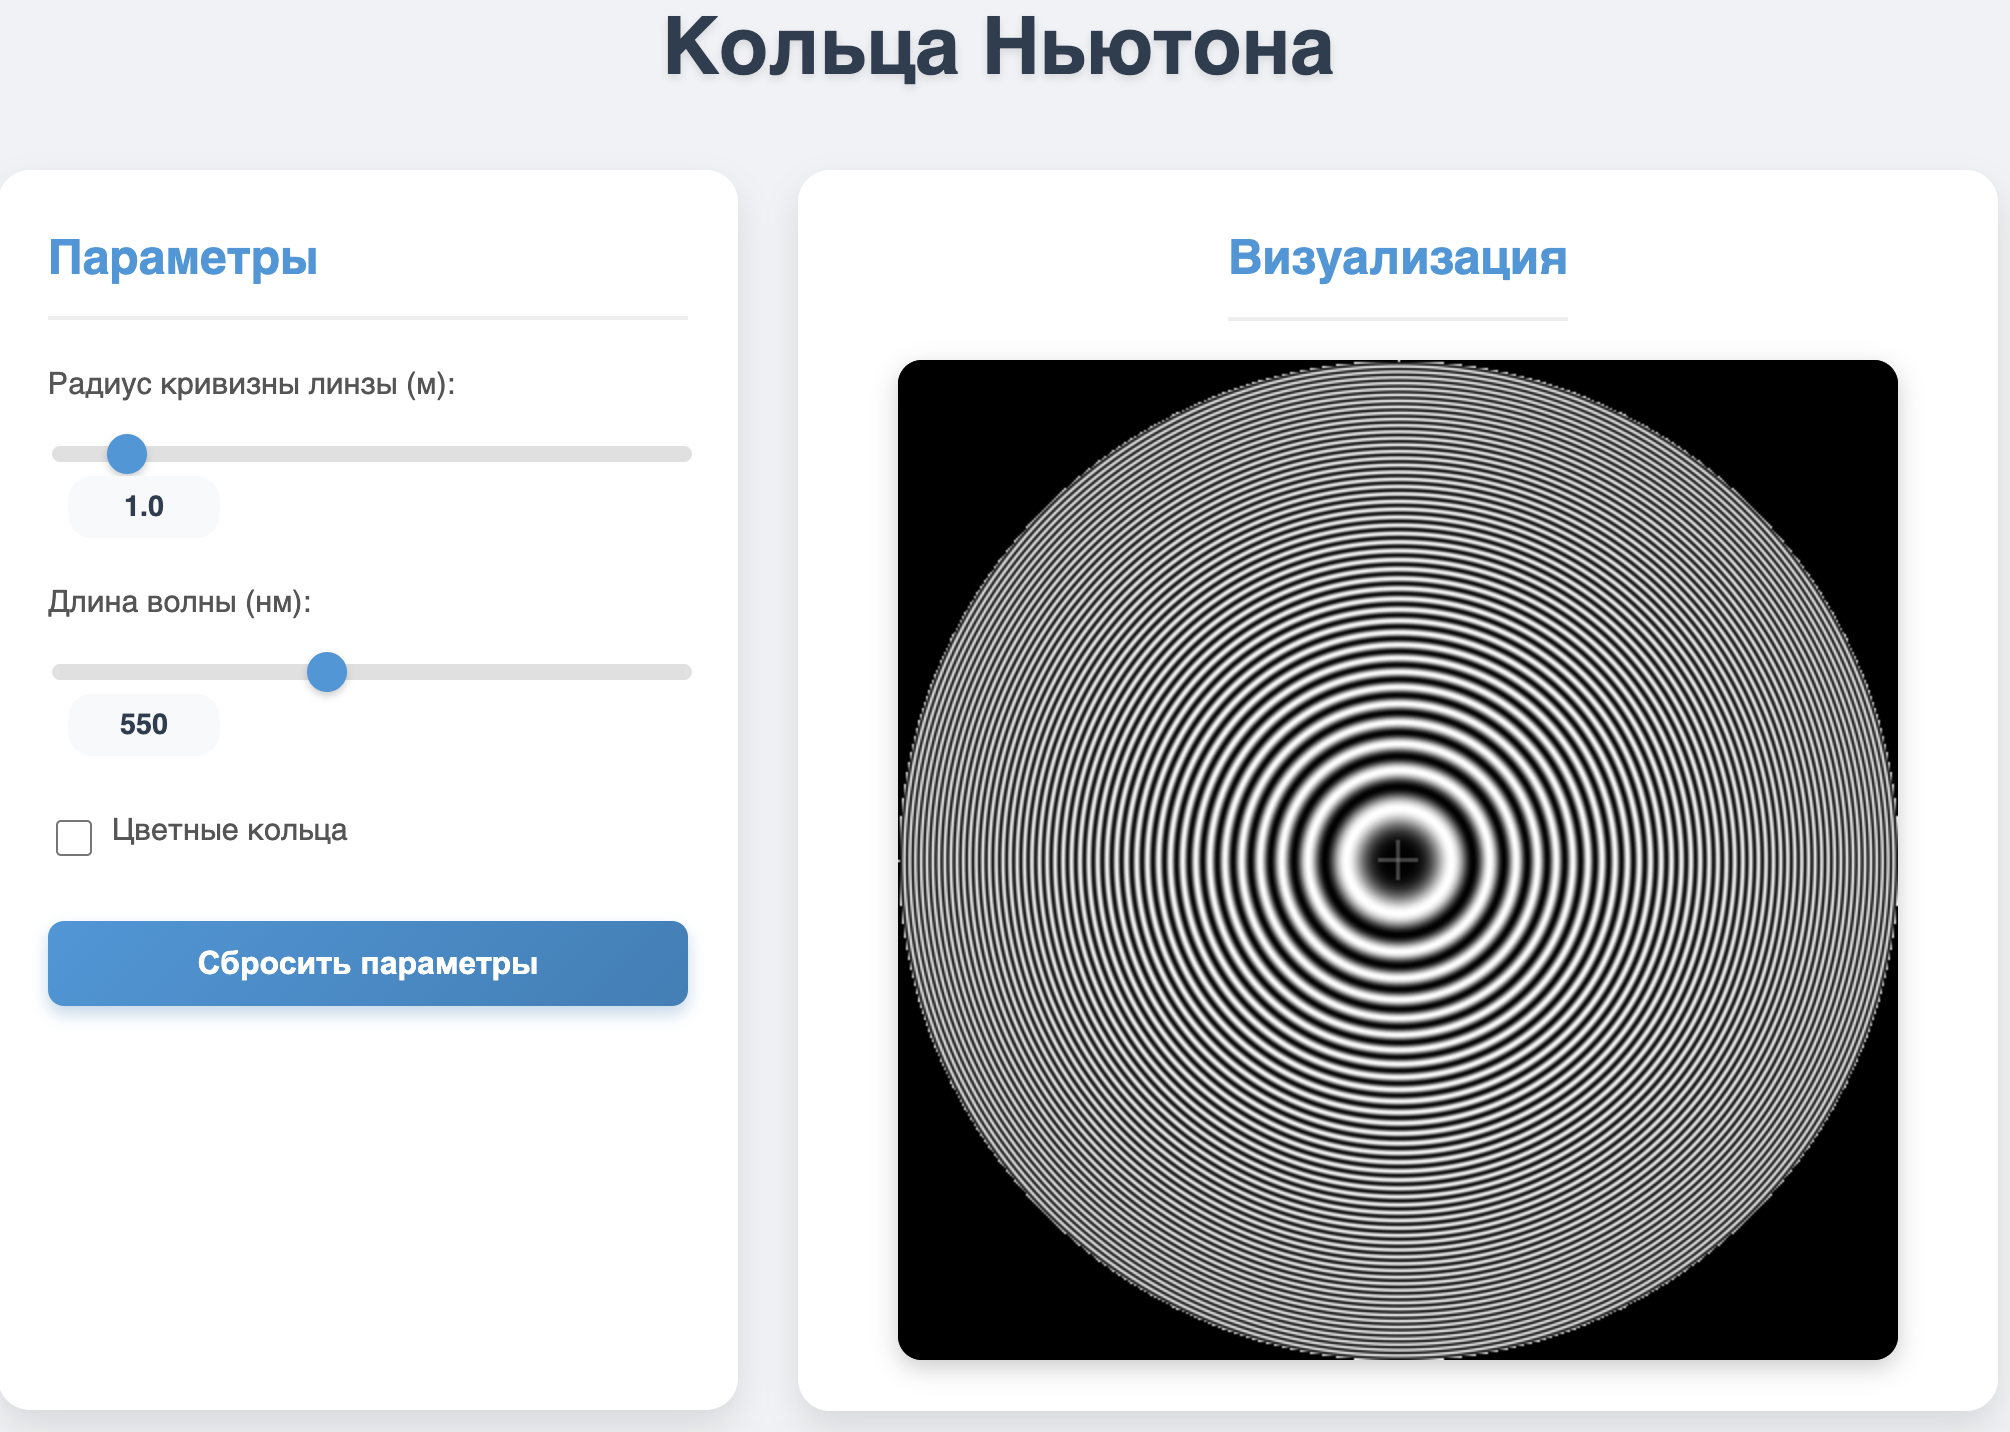 Кольца Ньютона
Параметры
Радиус кривизны линзы (м):
1.0
Длина волны (нм):
550
Цветные кольца
Сбросить параметры
Визуализация